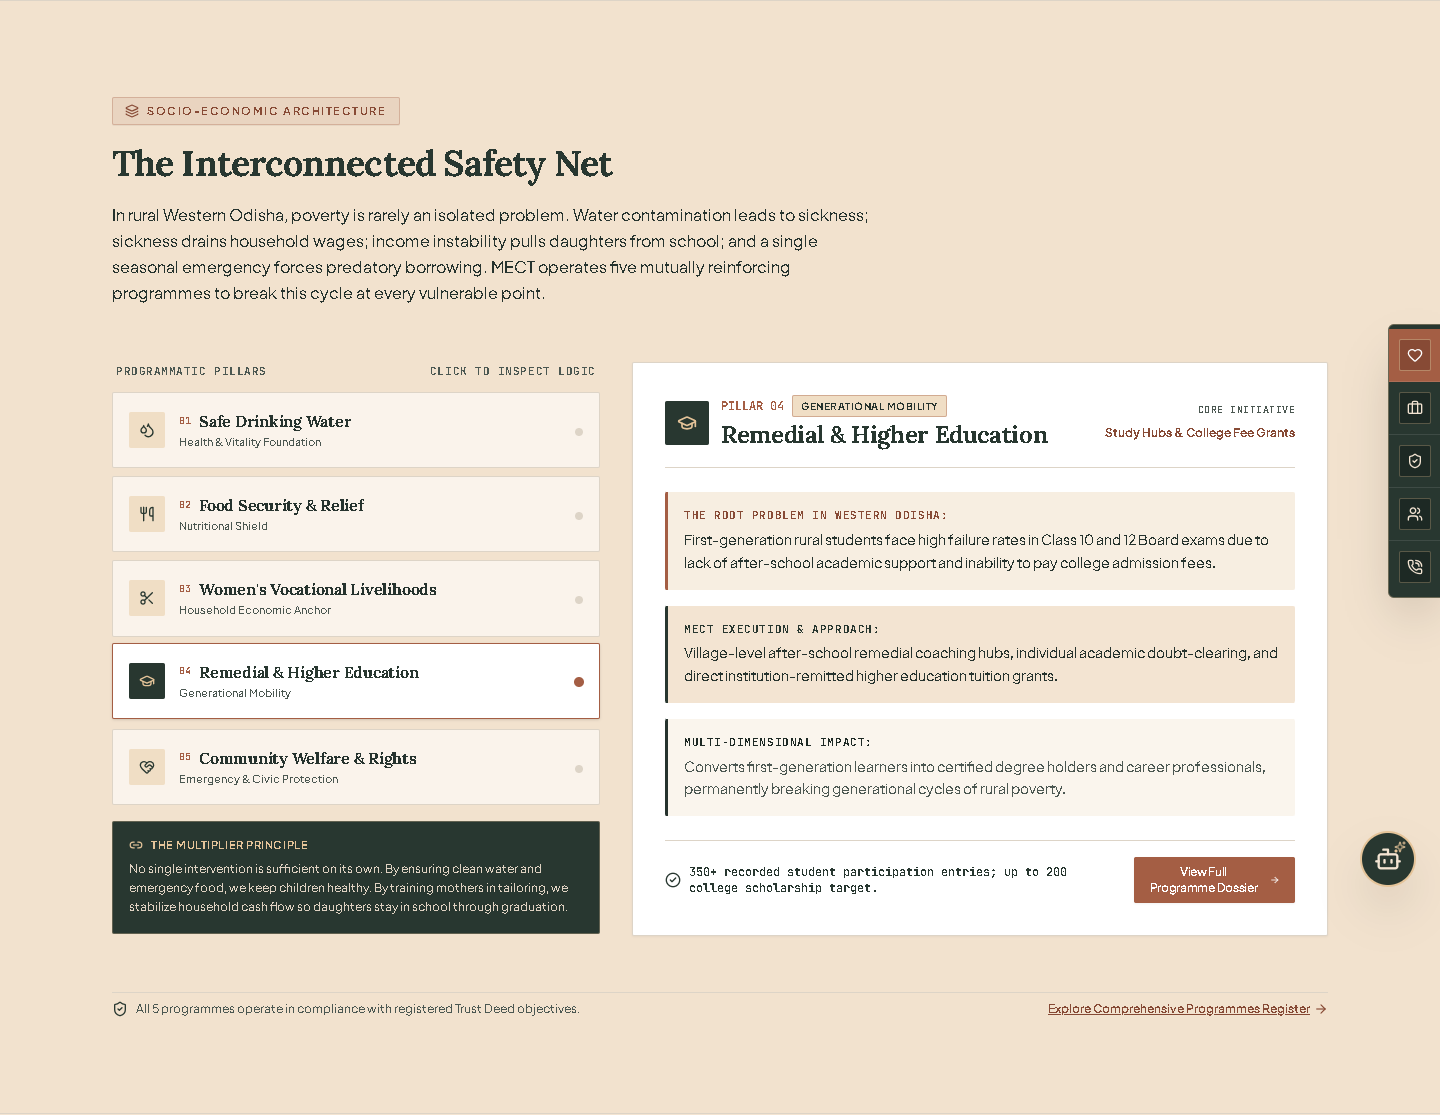 SOCIO-ECONOMIC ARCHITECTURE
The Interconnected Safety Net
In rural Western Odisha, poverty is rarely an isolated problem. Water contamination leads to sickness;
sickness drains household wages; income instability pulls daughters from school; and a single
seasonal emergency forces predatory borrowing. MECT operates five mutually reinforcing
programmes to break this cycle at every vulnerable point.
PROGRAMMATIC PILLARS
CLICK TO INSPECT LOGIC
01 Safe Drinking Water
Health & Vitality Foundation
02 Food Security & Relief
Nutritional Shield
03 Women's Vocational Livelihoods
Household Economic Anchor
04 Remedial & Higher Education
Generational Mobility
05 Community Welfare & Rights
Emergency & Civic Protection
THE MULTIPLIER PRINCIPLE
No single intervention is sufficient on its own. By ensuring clean water and
emergency food, we keep children healthy. By training mothers in tailoring, we
stabilize household cash flow so daughters stay in school through graduation.
PILLAR 04 GENERATIONAL MOBILITY
Remedial & Higher Education
CORE INITIATIVE
Study Hubs & College Fee Grants
THE ROOT PROBLEM IN WESTERN ODISHA:
First-generation rural students face high failure rates in Class 10 and 12 Board exams due to
lack of after-school academic support and inability to pay college admission fees.
MECT EXECUTION & APPROACH:
Village-level after-school remedial coaching hubs, individual academic doubt-clearing, and
direct institution-remitted higher education tuition grants.
MULTI-DIMENSIONAL IMPACT:
Converts first-generation learners into certified degree holders and career professionals,
permanently breaking generational cycles of rural poverty.
350+ recorded student participation entries; up to 200
college scholarship target.
View Full
Programme Dossier
All 5 programmes operate in compliance with registered Trust Deed objectives.
Explore Comprehensive Programmes Register